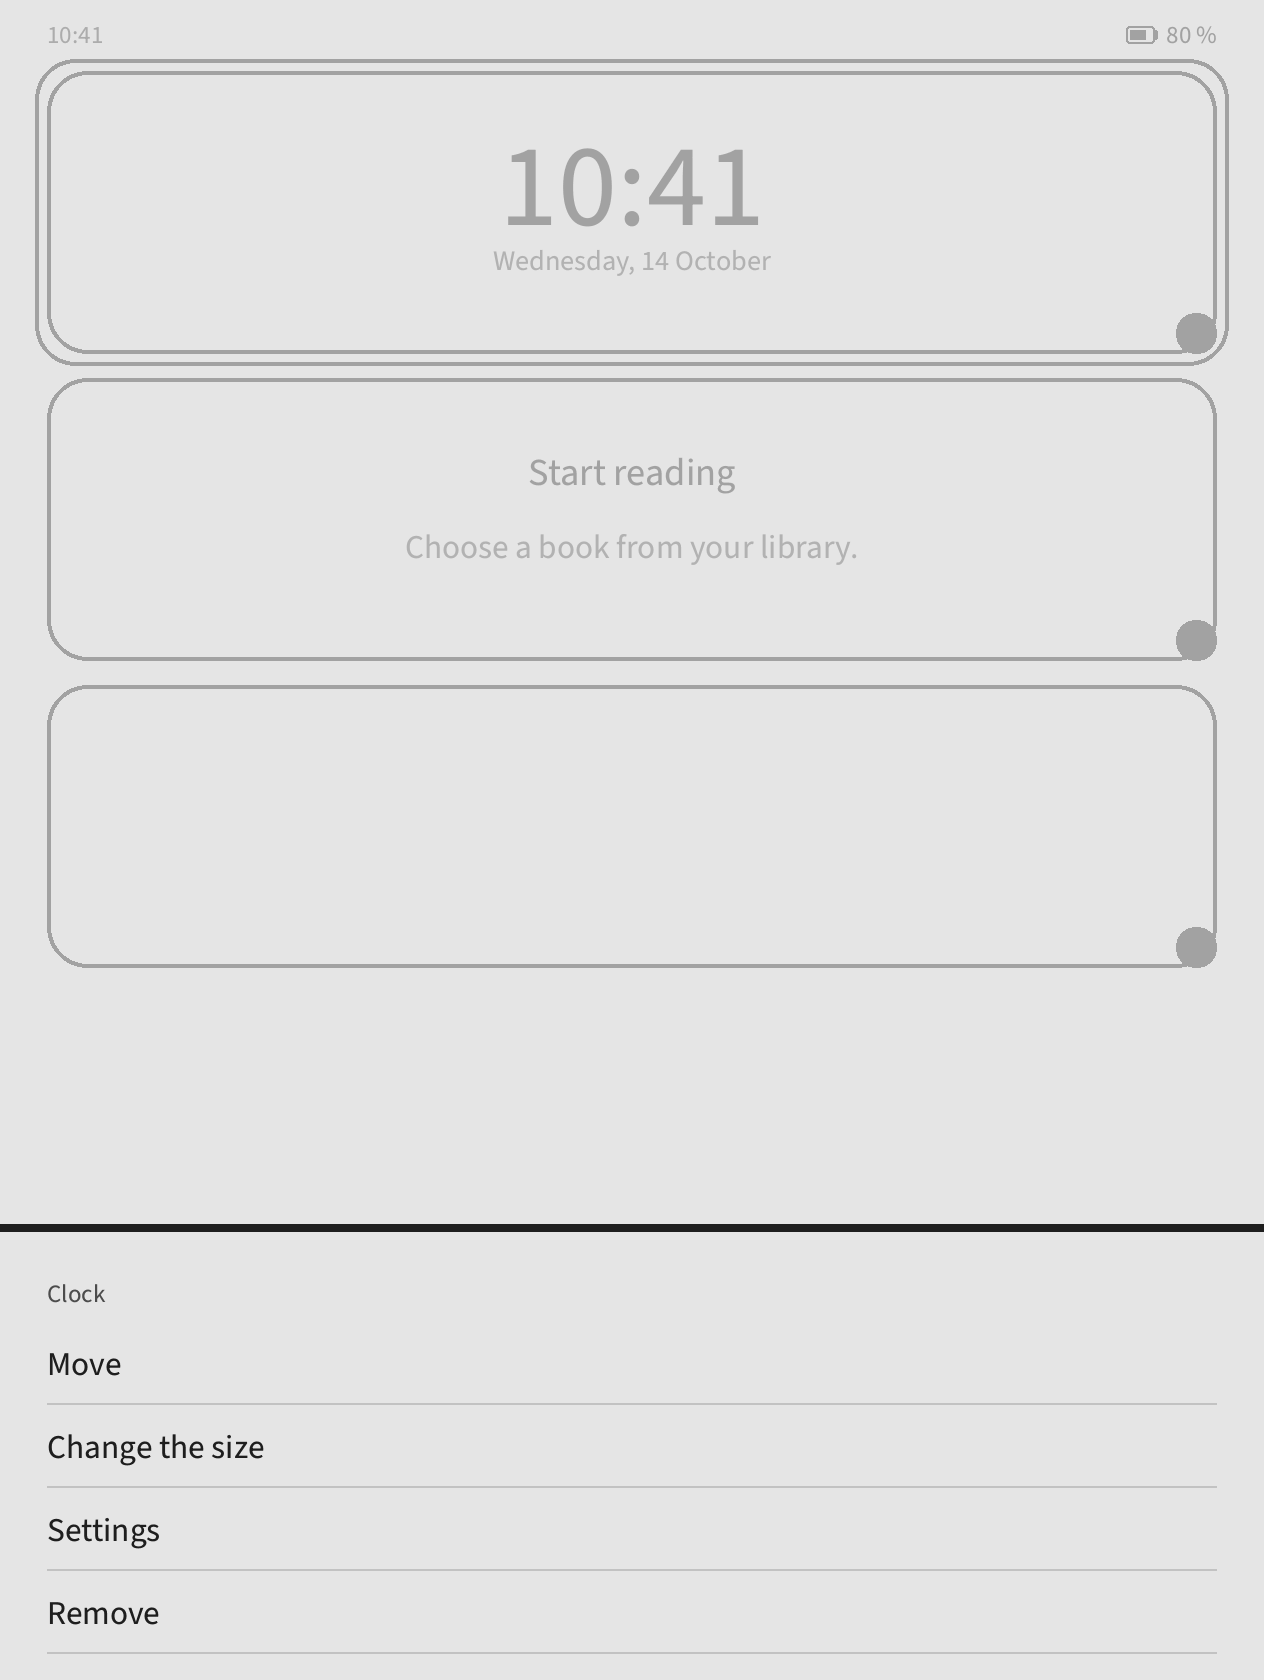 10:41
80 %
10:41
Wednesday, 14 October
Start reading
Choose a book from your library.
Clock
Move
Change the size
Settings
Remove